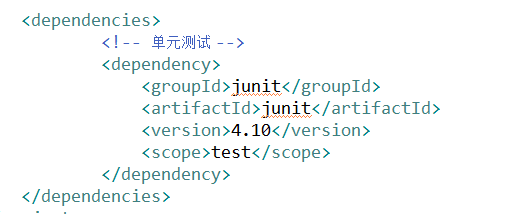 <dependencies>
<!-- 单元测试 -->
<dependency>
<groupId>junit</groupId>
<artifactId>junit</artifactId>
<version>4.10</version>
<scope>test</scope>
</dependency>
</dependencies>